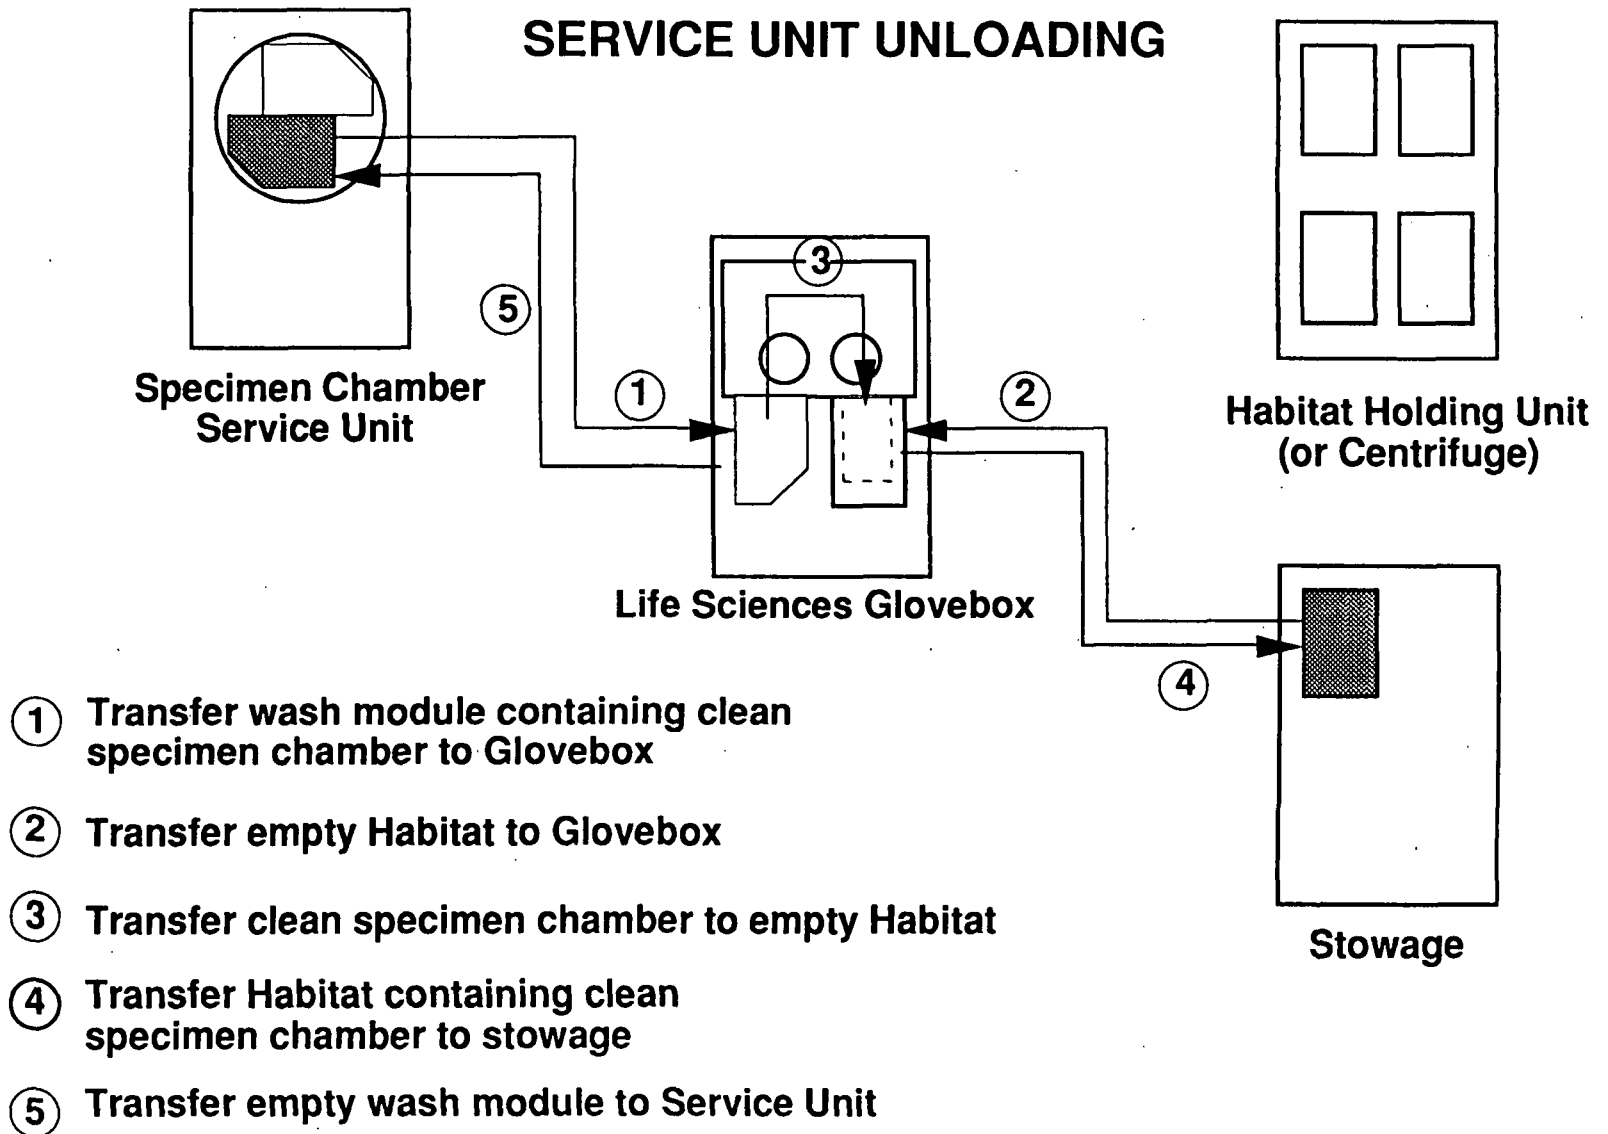 SERVICE UNIT UNLOADING
3
5
1
2
4
Specimen Chamber
Service Unit
Habitat Holding Unit
(or Centrifuge)
Life Sciences Glovebox
Stowage
1 Transfer wash module containing clean
specimen chamber to Glovebox
2 Transfer empty Habitat to Glovebox
3 Transfer clean specimen chamber to empty Habitat
4 Transfer Habitat containing clean
specimen chamber to stowage
5 Transfer empty wash module to Service Unit